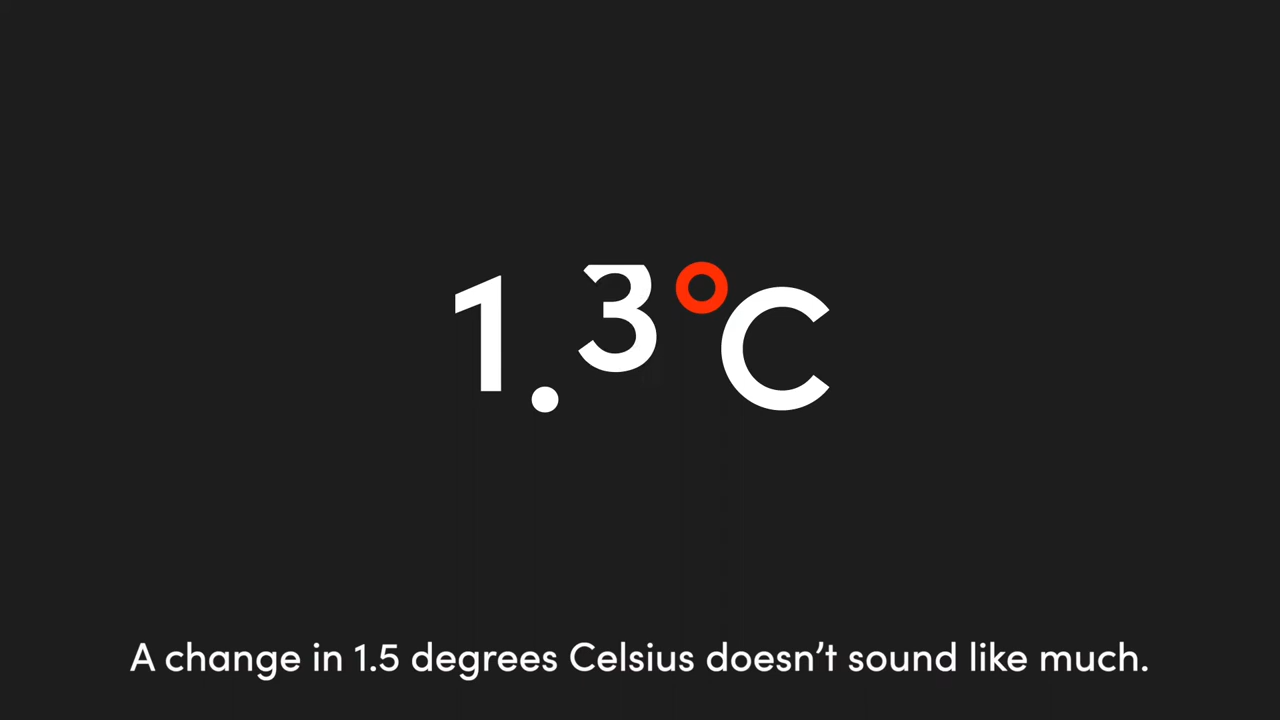 1.3°C
A change in 1.5 degrees Celsius doesn’t sound like much.